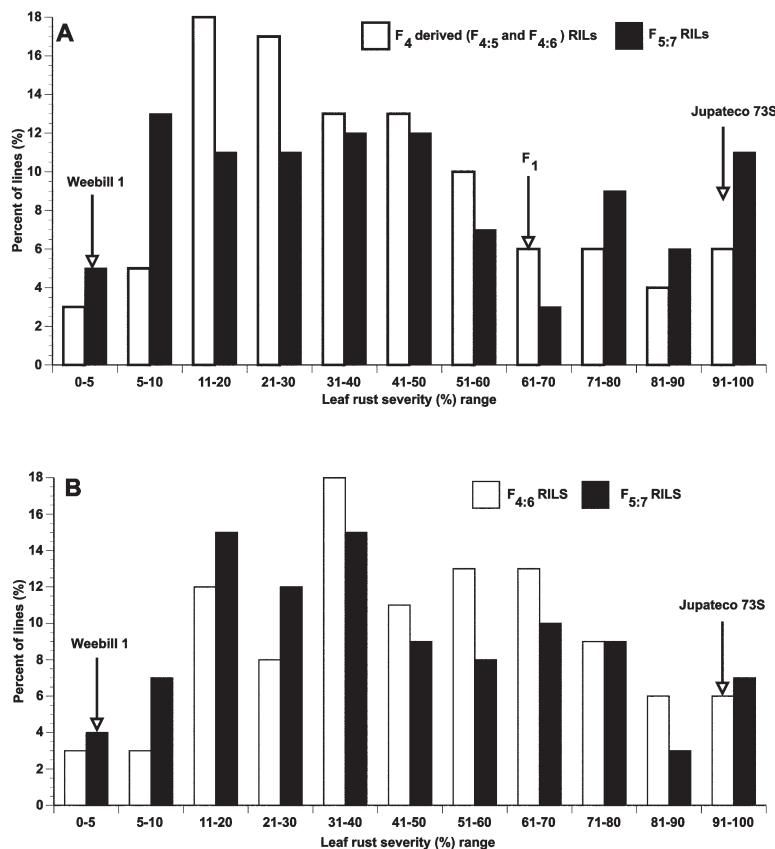 A
F4 derived (F4:5 and F4:6) RILs
F5:7 RILs
Percent of lines (%)
18
16
14
12
10
8
6
4
2
0
Weebill 1
F1
Jupateco 73S
0-5 5-10 11-20 21-30 31-40 41-50 51-60 61-70 71-80 81-90 91-100
Leaf rust severity (%) range
B
F4:6 RILS
F5:7 RILS
Percent of lines (%)
18
16
14
12
10
8
6
4
2
0
Weebill 1
Jupateco 73S
0-5 5-10 11-20 21-30 31-40 41-50 51-60 61-70 71-80 81-90 91-100
Leaf rust severity (%) range